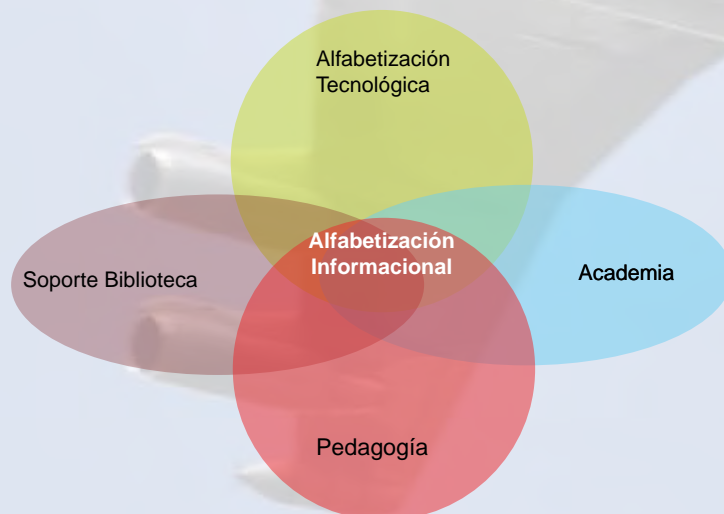 Alfabetización
Tecnológica
Alfabetización
Informacional
Soporte Biblioteca
Academia
Pedagogía